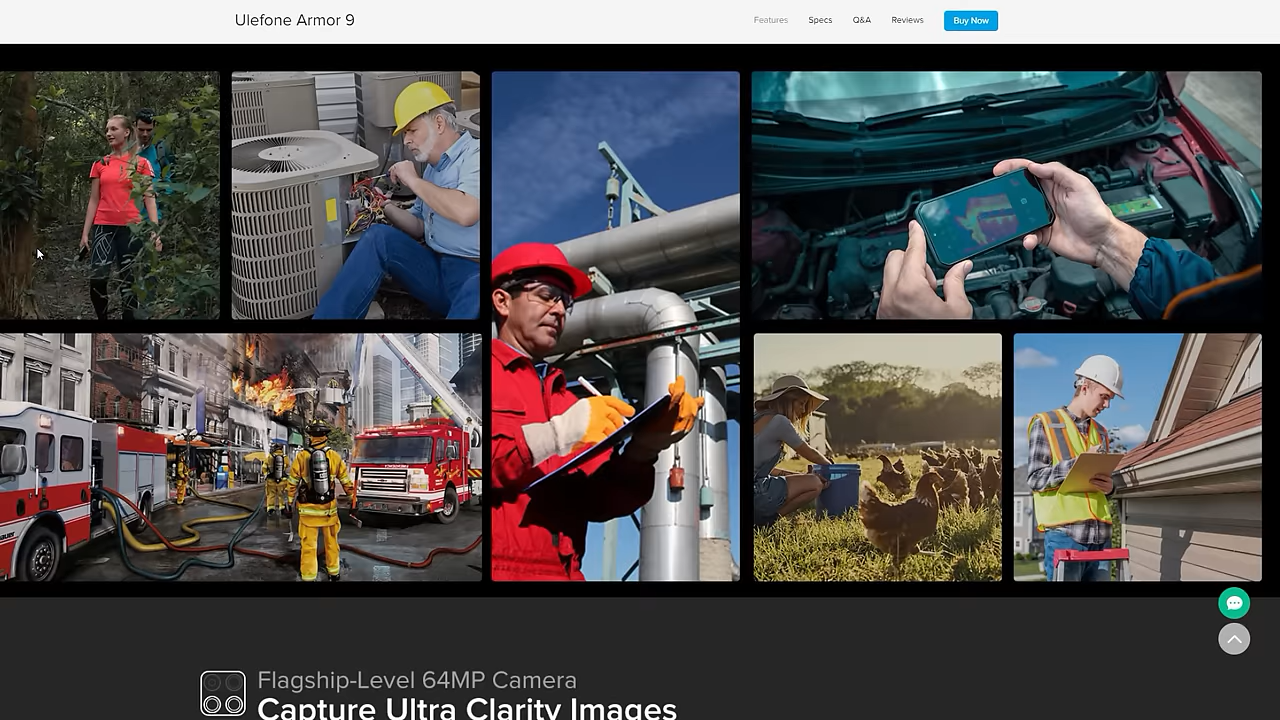 Ulefone Armor 9
Features
Specs
Q&A
Reviews
Buy Now
Flagship-Level 64MP Camera
Capture Ultra Clarity Images